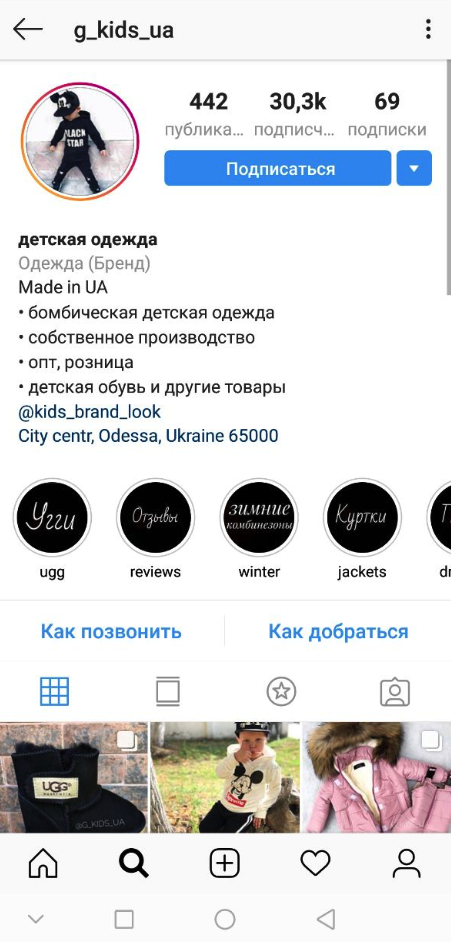 g_kids_ua
442 30,3k 69
публика... подписч... подписки
Подписаться
BLACK
STAR
детская одежда
Одежда (Бренд)
Made in UA
• бомбическая детская одежда
• собственное производство
• опт, розница
• детская обувь и другие товары
@kids_brand_look
City centr, Odessa, Ukraine 65000
Угги Отзывы зимние комбинезоны Куртки
ugg reviews winter jackets
Как позвонить Как добраться
UGG
@G_KIDS_UA